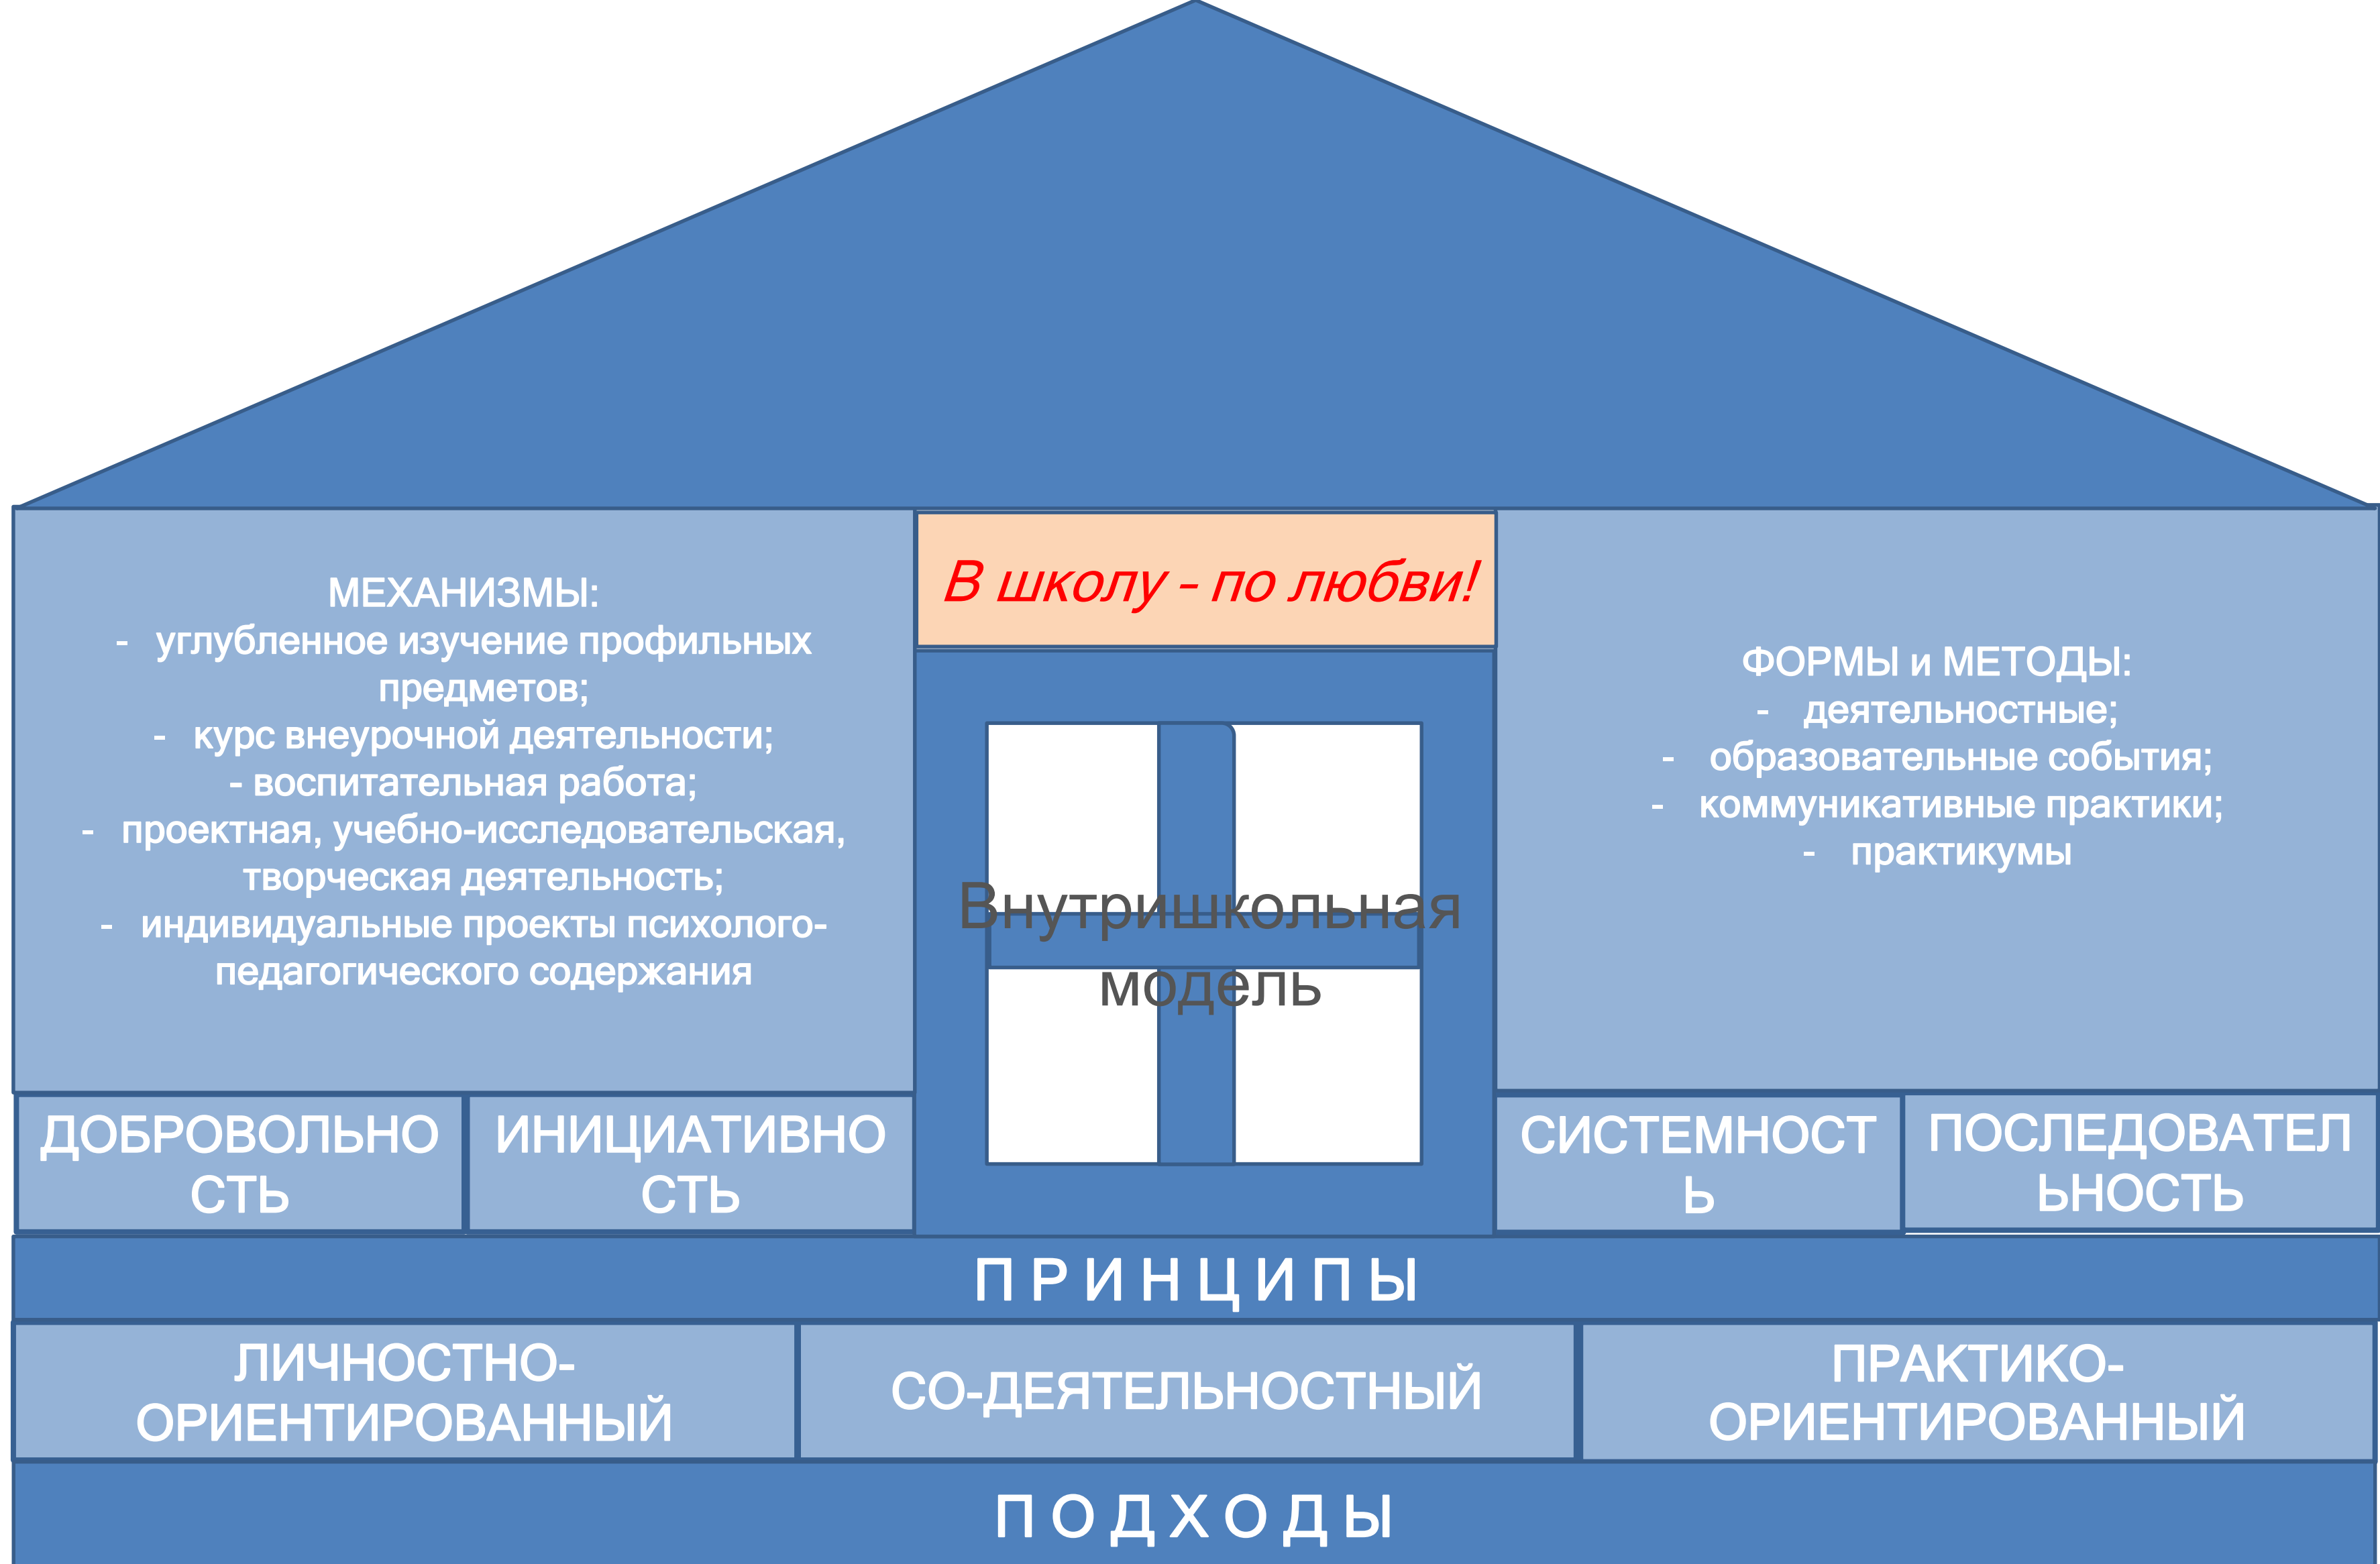 МЕХАНИЗМЫ:
- углубленное изучение профильных
предметов;
- курс внеурочной деятельности;
- воспитательная работа;
- проектная, учебно-исследовательская,
творческая деятельность;
- индивидуальные проекты психолого-
педагогического содержания
В школу - по любви!
Внутришкольная
модель
ФОРМЫ и МЕТОДЫ:
- деятельностные;
- образовательные события;
- коммуникативные практики;
- практикумы
ДОБРОВОЛЬНО
СТЬ
ИНИЦИАТИВНО
СТЬ
СИСТЕМНОСТ
Ь
ПОСЛЕДОВАТЕЛ
ЬНОСТЬ
П Р И Н Ц И П Ы
ЛИЧНОСТНО-
ОРИЕНТИРОВАННЫЙ
СО-ДЕЯТЕЛЬНОСТНЫЙ
ПРАКТИКО-
ОРИЕНТИРОВАННЫЙ
П О Д Х О Д Ы